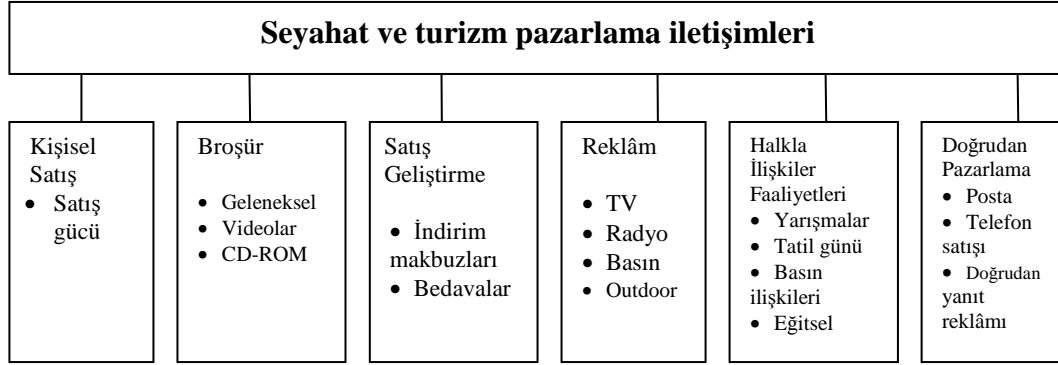 Seyahat ve turizm pazarlama iletişimleri
Kişisel
Satış
• Satış
gücü
Broşür
• Geleneksel
• Videolar
• CD-ROM
Satış
Geliştirme
• İndirim
makbuzları
• Bedavalar
Reklâm
• TV
• Radyo
• Basın
• Outdoor
Halkla
İlişkiler
Faaliyetleri
• Yarışmalar
• Tatil günü
• Basın
ilişkileri
• Eğitsel
Doğrudan
Pazarlama
• Posta
• Telefon
satışı
• Doğrudan
yanıt
reklâmı